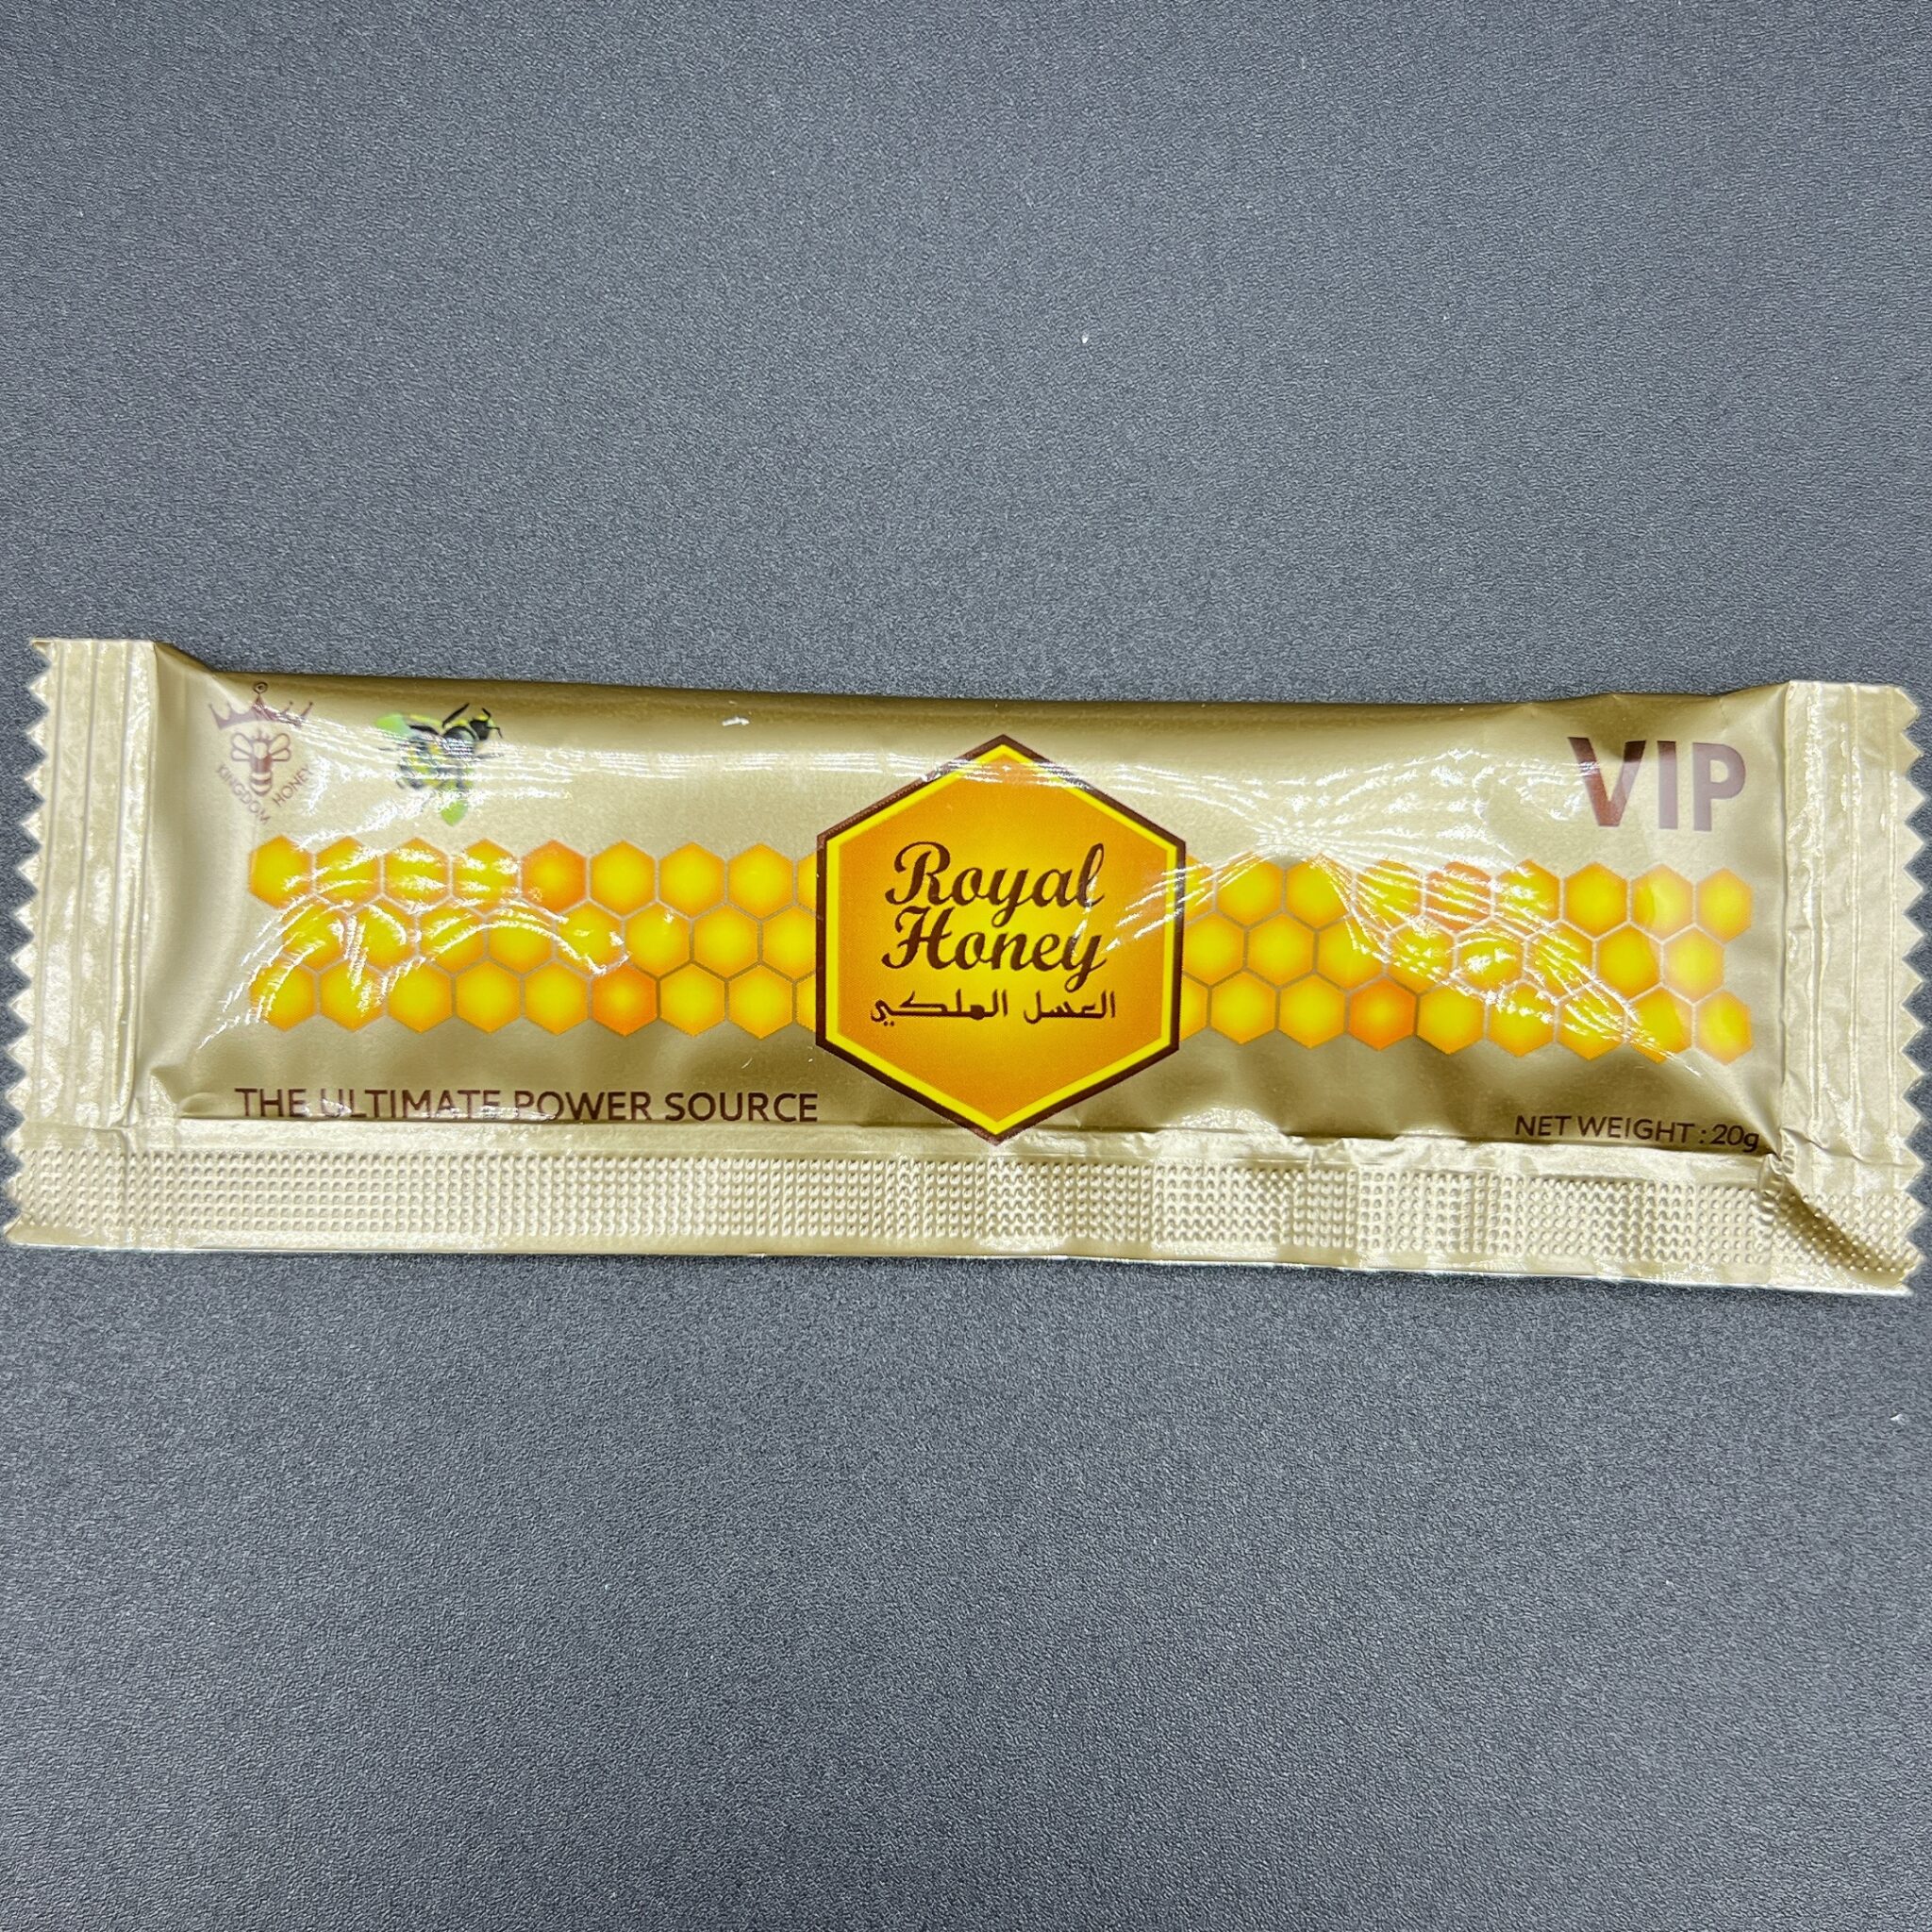 KINGDOM HONEY
VIP
Royal
Honey
العسل الملكي
THE ULTIMATE POWER SOURCE
NET WEIGHT : 20g